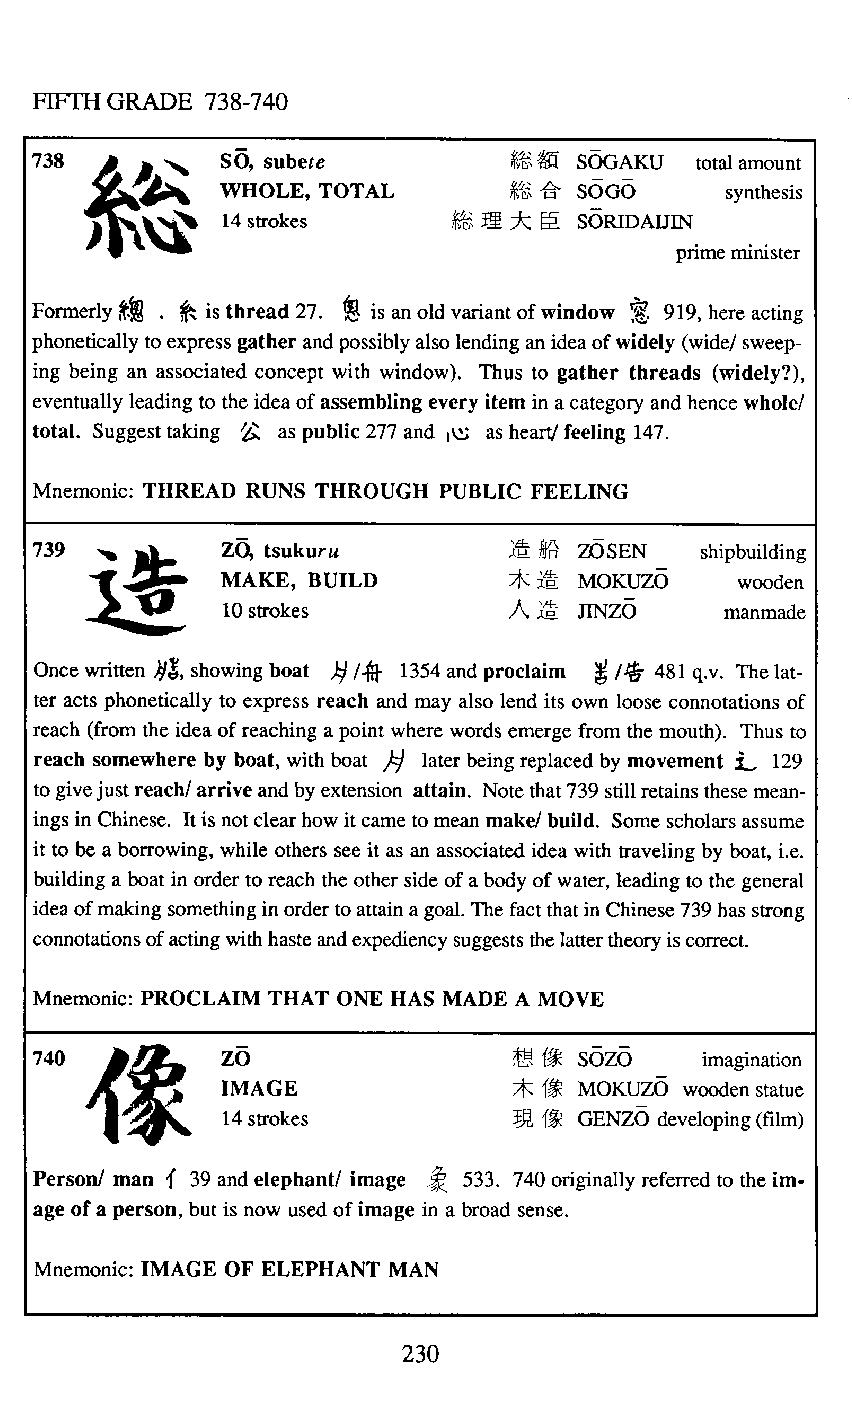 FIFTH GRADE 738-740
738 総 SŌ, subete 総額 SŌGAKU total amount
WHOLE, TOTAL 総合 SŌGŌ synthesis
14 strokes 総理大臣 SŌRIDAIJIN
prime minister
Formerly 總 . 糸 is thread 27. 悤 is an old variant of window 窓 919, here acting
phonetically to express gather and possibly also lending an idea of widely (wide/ sweep-
ing being an associated concept with window). Thus to gather threads (widely?),
eventually leading to the idea of assembling every item in a category and hence whole/
total. Suggest taking 公 as public 277 and 心 as heart/ feeling 147.
Mnemonic: THREAD RUNS THROUGH PUBLIC FEELING
739 造 ZŌ, tsukuru 造船 ZŌSEN shipbuilding
MAKE, BUILD 木造 MOKUZŌ wooden
10 strokes 人造 JINZŌ manmade
Once written , showing boat /舟 1354 and proclaim /告 481 q.v. The lat-
ter acts phonetically to express reach and may also lend its own loose connotations of
reach (from the idea of reaching a point where words emerge from the mouth). Thus to
reach somewhere by boat, with boat later being replaced by movement 辶 129
to give just reach/ arrive and by extension attain. Note that 739 still retains these mean-
ings in Chinese. It is not clear how it came to mean make/ build. Some scholars assume
it to be a borrowing, while others see it as an associated idea with traveling by boat, i.e.
building a boat in order to reach the other side of a body of water, leading to the general
idea of making something in order to attain a goal. The fact that in Chinese 739 has strong
connotations of acting with haste and expediency suggests the latter theory is correct.
Mnemonic: PROCLAIM THAT ONE HAS MADE A MOVE
740 像 ZŌ 想像 SŌZŌ imagination
IMAGE 木像 MOKUZŌ wooden statue
14 strokes 現像 GENZŌ developing (film)
Person/ man 亻 39 and elephant/ image 象 533. 740 originally referred to the im-
age of a person, but is now used of image in a broad sense.
Mnemonic: IMAGE OF ELEPHANT MAN
230